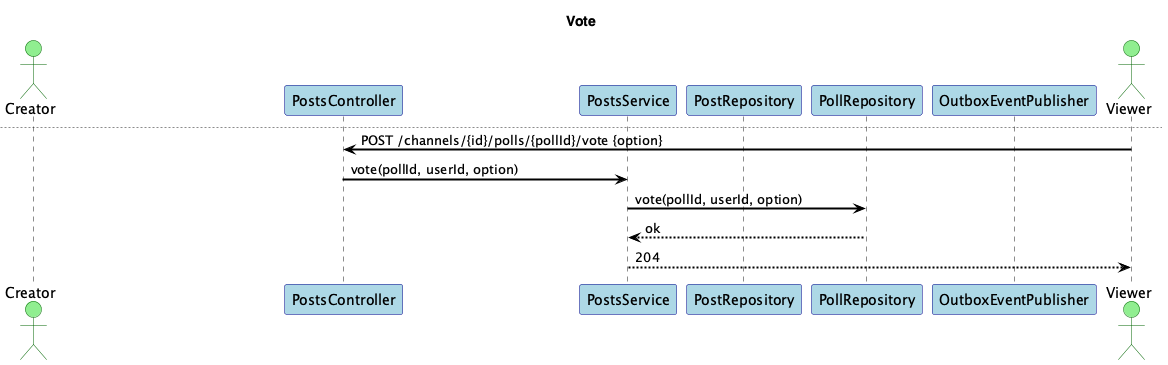 Vote
Creator
PostsController
PostsService
PostRepository
PollRepository
OutboxEventPublisher
Viewer
POST /channels/{id}/polls/{pollId}/vote {option}
vote(pollId, userId, option)
vote(pollId, userId, option)
ok
204
Creator
PostsController
PostsService
PostRepository
PollRepository
OutboxEventPublisher
Viewer